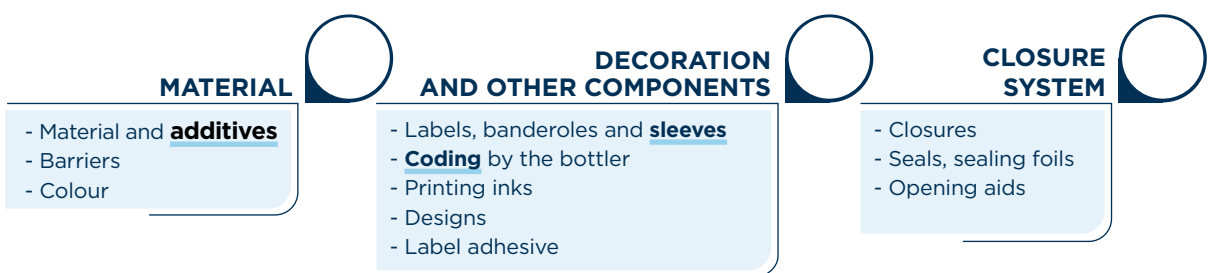 MATERIAL
- Material and additives
- Barriers
- Colour
DECORATION
AND OTHER COMPONENTS
- Labels, banderoles and sleeves
- Coding by the bottler
- Printing inks
- Designs
- Label adhesive
CLOSURE
SYSTEM
- Closures
- Seals, sealing foils
- Opening aids